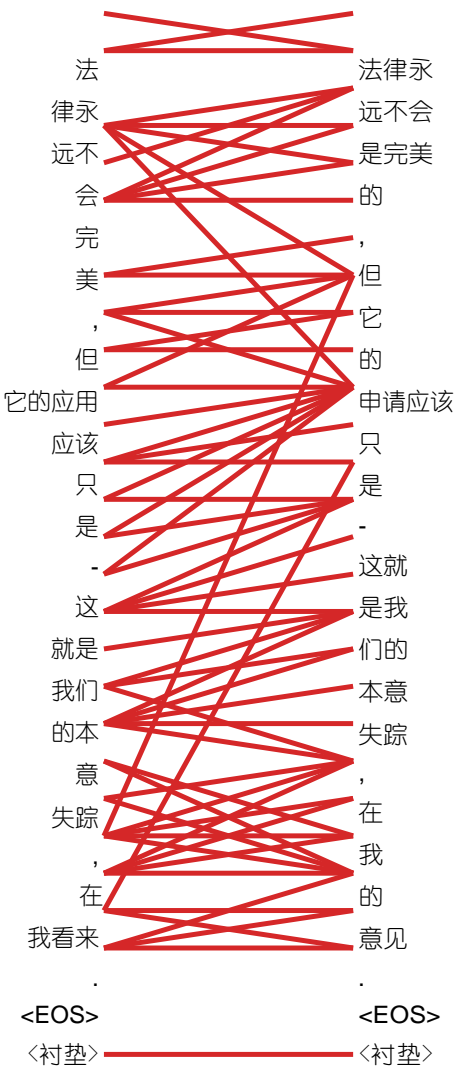 法
律永
远不
会
完
美
,
但
它的应用
应该
只
是
-
这
就是
我们
的本
意
失踪
,
在
我看来
.
<EOS>
〈衬垫〉
法律永
远不会
是完美
的
,
但
它
的
申请应该
只
是
-
这就
是我
们的
本意
失踪
,
在
我
的
意见
.
<EOS>
〈衬垫〉